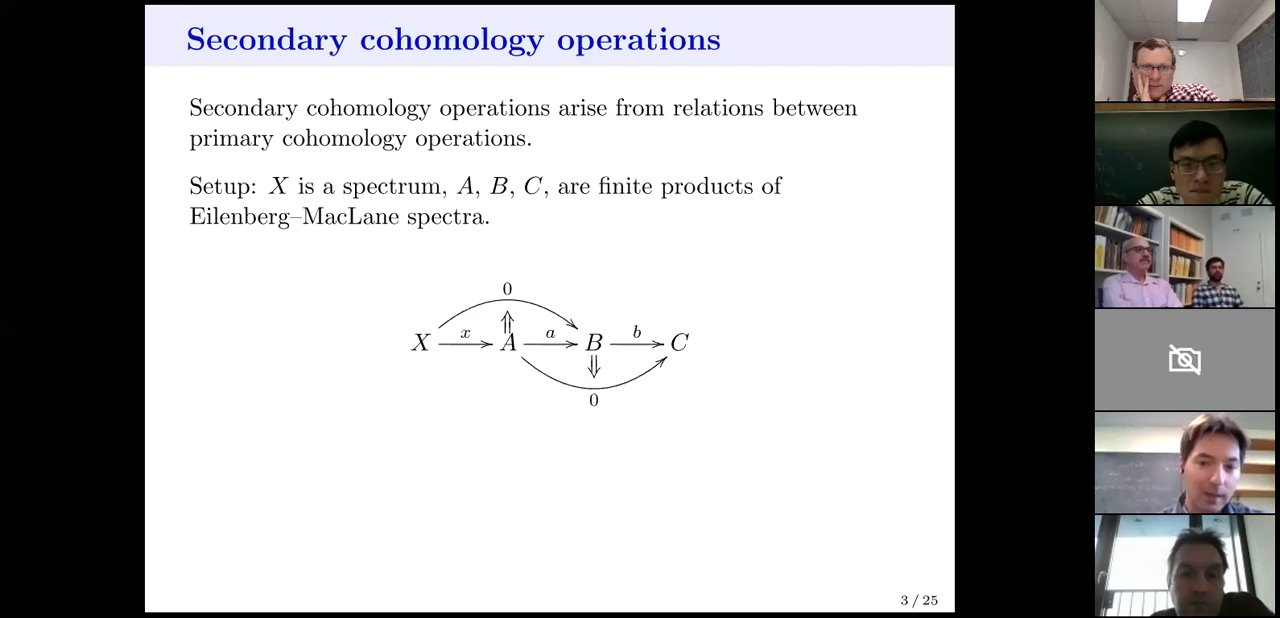 Secondary cohomology operations
Secondary cohomology operations arise from relations between
primary cohomology operations.
Setup: X is a spectrum, A, B, C, are finite products of
Eilenberg–MacLane spectra.
0
x a b
X A B C
0
3 / 25